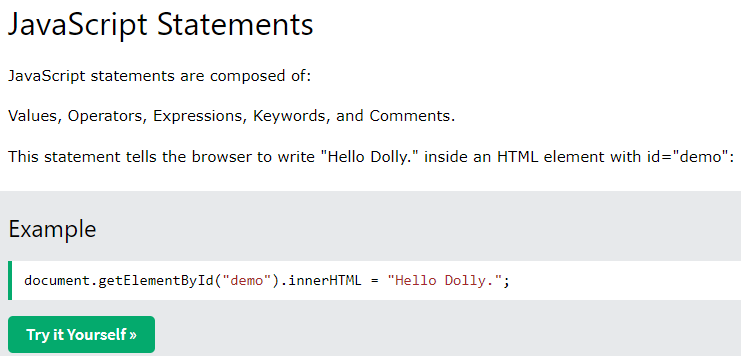 JavaScript Statements
JavaScript statements are composed of:
Values, Operators, Expressions, Keywords, and Comments.
This statement tells the browser to write "Hello Dolly." inside an HTML element with id="demo":
Example
document.getElementById("demo").innerHTML = "Hello Dolly.";
Try it Yourself »